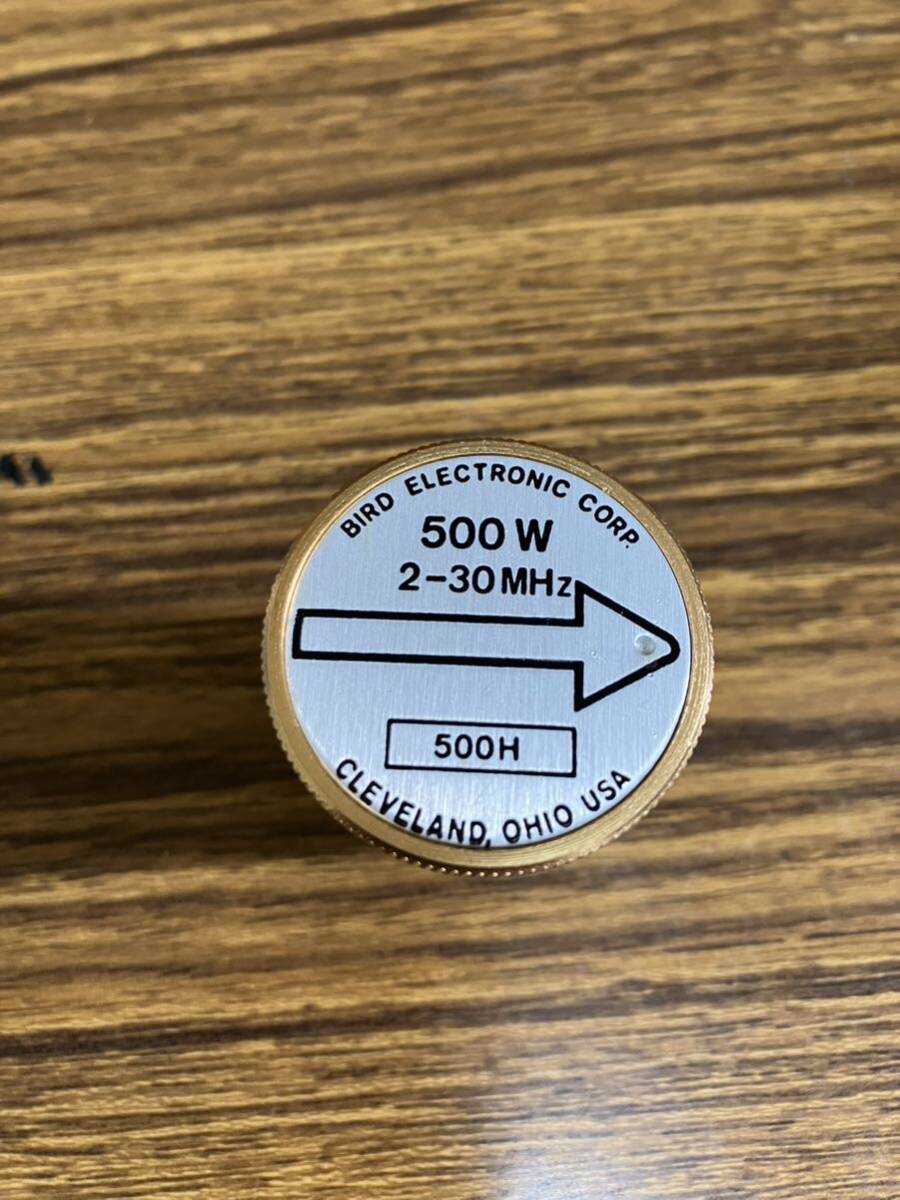 BIRD ELECTRONIC CORP.
500 W
2-30 MHz
500H
CLEVELAND, OHIO USA